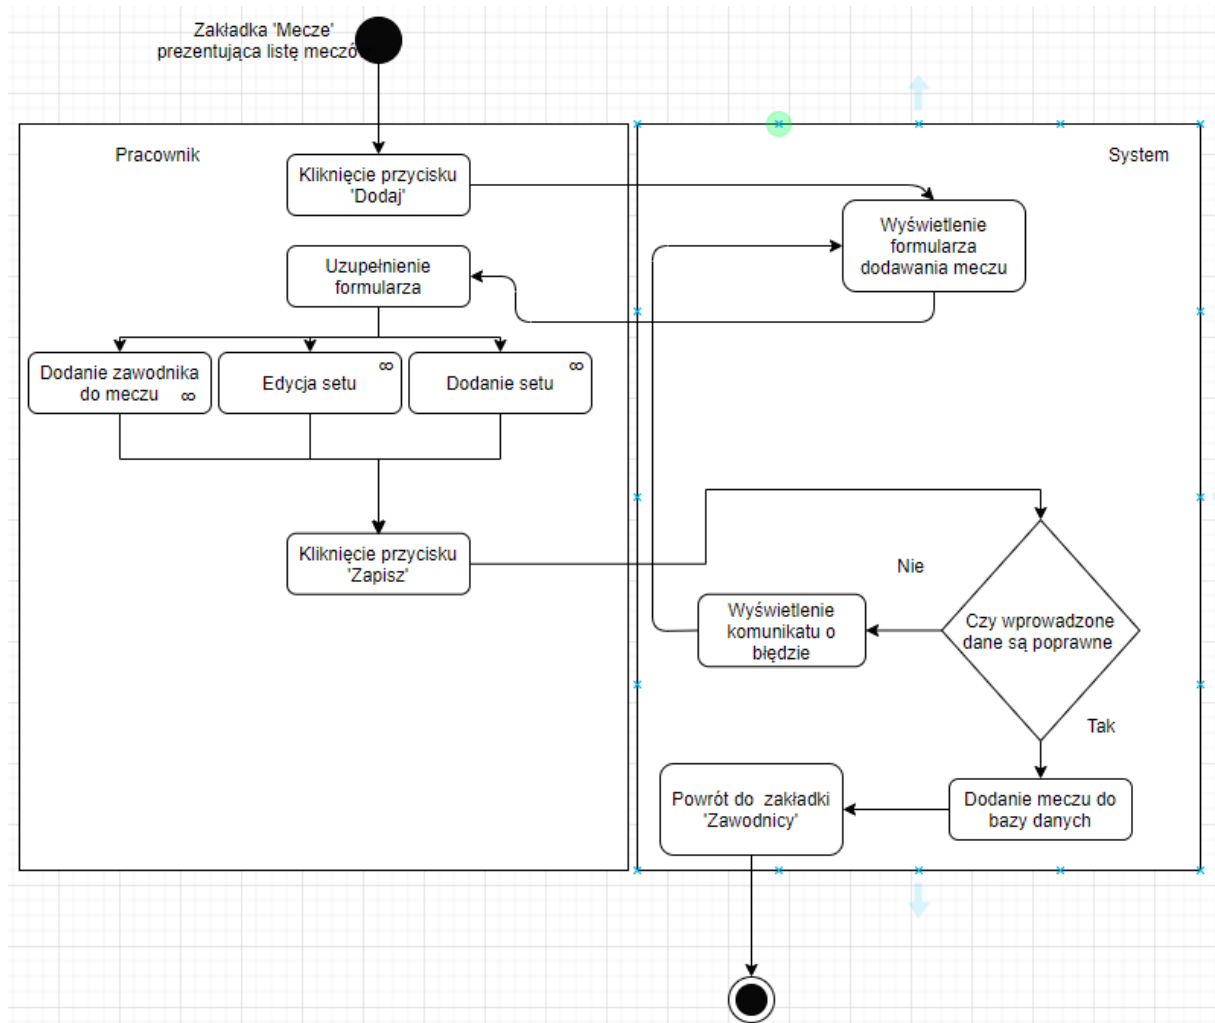 Zakładka 'Mecze'
prezentująca listę meczów
Pracownik
System
Kliknięcie przycisku
'Dodaj'
Wyświetlenie
formularza
dodawania meczu
Uzupełnienie
formularza
Dodanie zawodnika
do meczu ∞
Edycja setu ∞
Dodanie setu ∞
Kliknięcie przycisku
'Zapisz'
Nie
Wyświetlenie
komunikatu o
błędzie
Czy wprowadzone
dane są poprawne
Tak
Powrót do zakładki
'Zawodnicy'
Dodanie meczu do
bazy danych